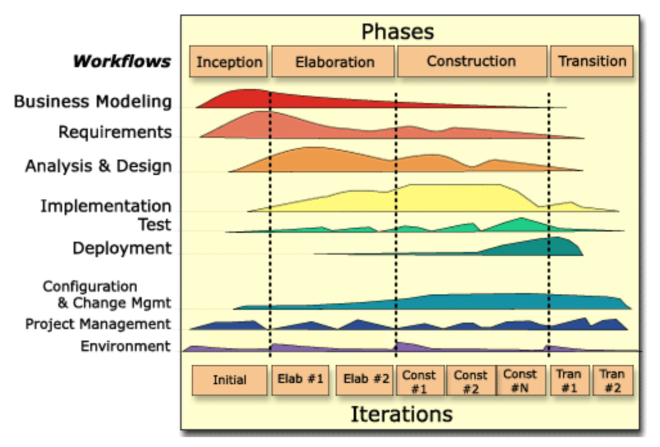 Phases
Workflows
Inception
Elaboration
Construction
Transition
Business Modeling
Requirements
Analysis & Design
Implementation
Test
Deployment
Configuration
& Change Mgmt
Project Management
Environment
Initial
Elab #1
Elab #2
Const
#1
Const
#2
Const
#N
Tran
#1
Tran
#2
Iterations